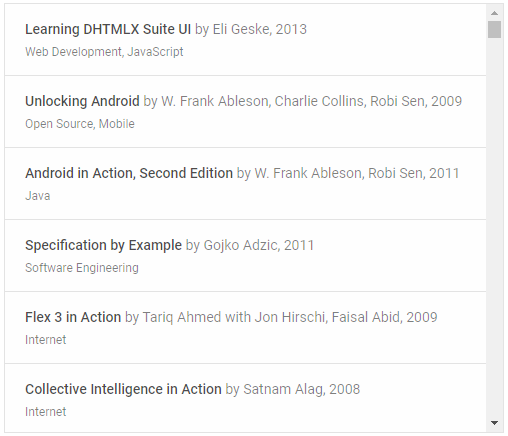 Learning DHTMLX Suite UI by Eli Geske, 2013
Web Development, JavaScript
Unlocking Android by W. Frank Ableson, Charlie Collins, Robi Sen, 2009
Open Source, Mobile
Android in Action, Second Edition by W. Frank Ableson, Robi Sen, 2011
Java
Specification by Example by Gojko Adzic, 2011
Software Engineering
Flex 3 in Action by Tariq Ahmed with Jon Hirschi, Faisal Abid, 2009
Internet
Collective Intelligence in Action by Satnam Alag, 2008
Internet